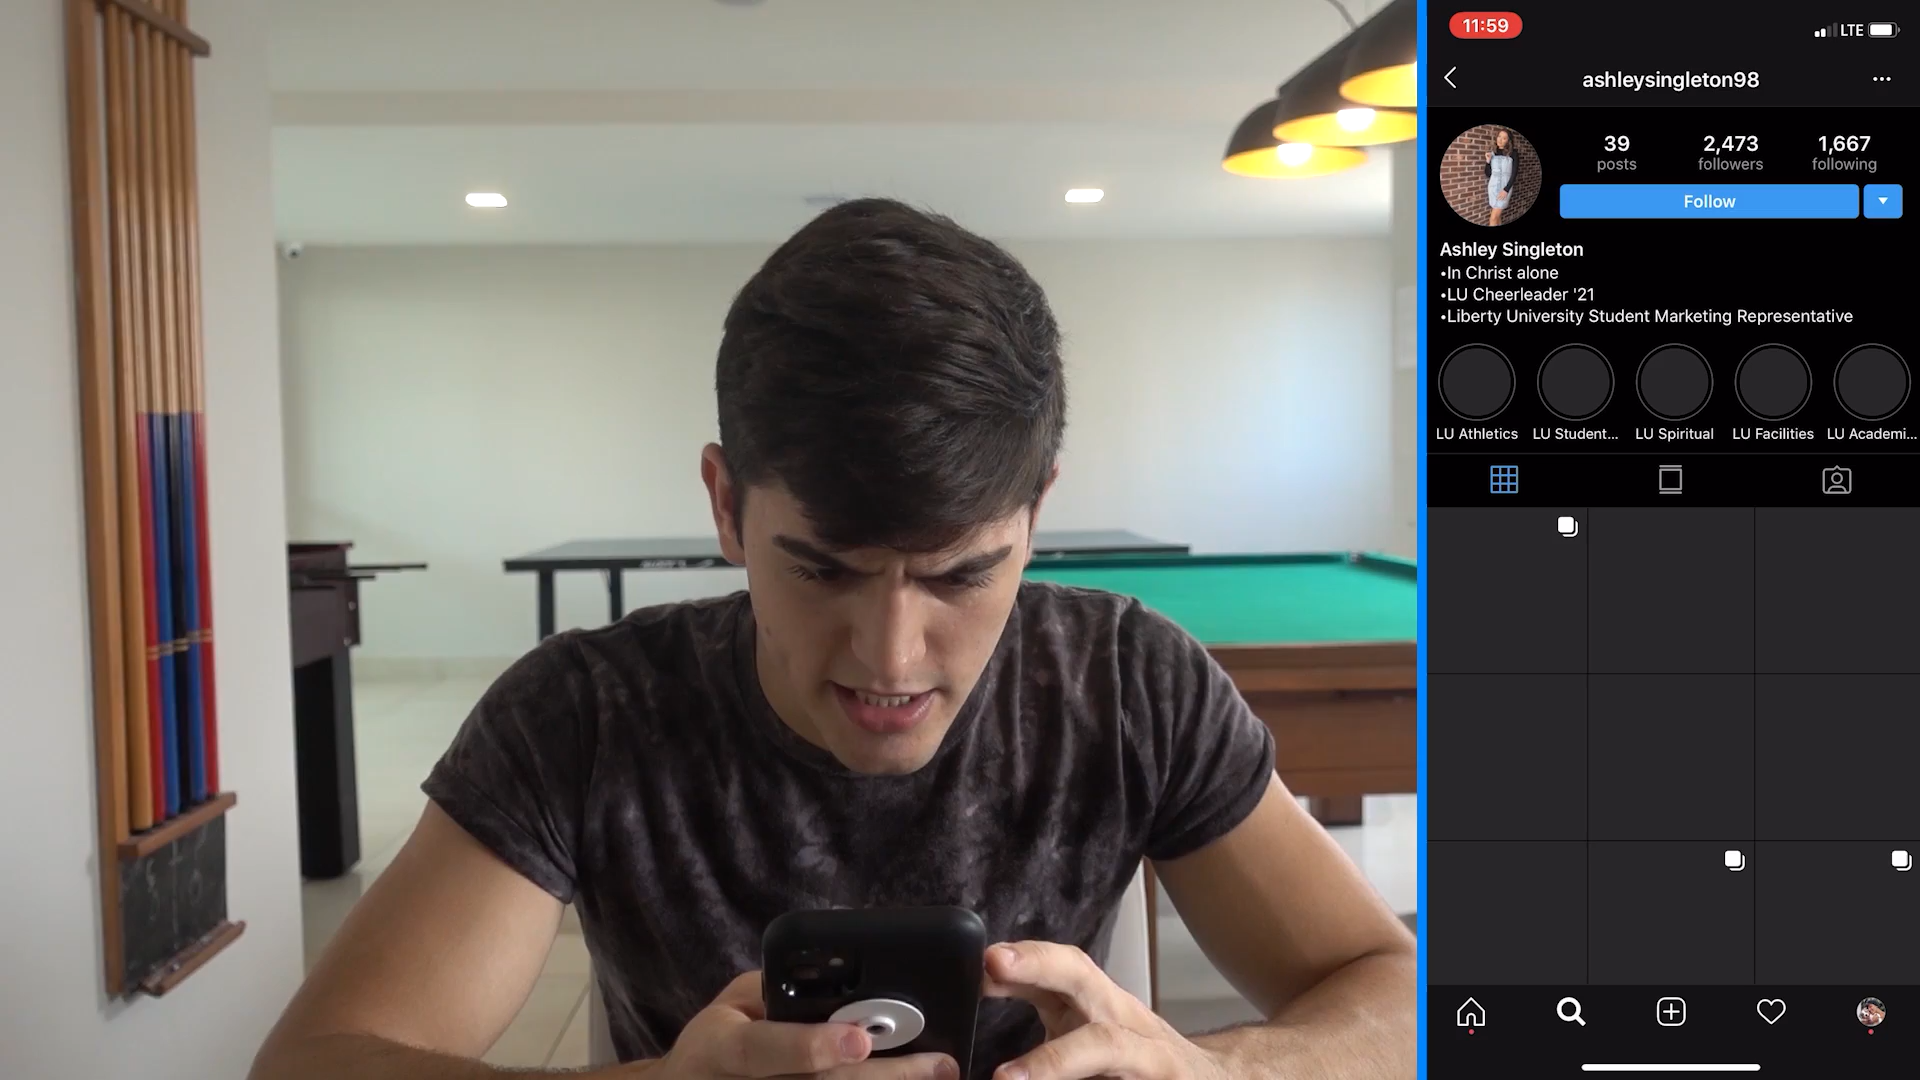 11:59
LTE
ashleysingleton98
39
2,473
1,667
posts
followers
following
Follow
Ashley Singleton
•In Christ alone
•LU Cheerleader '21
•Liberty University Student Marketing Representative
LU Athletics
LU Student...
LU Spiritual
LU Facilities
LU Academi...